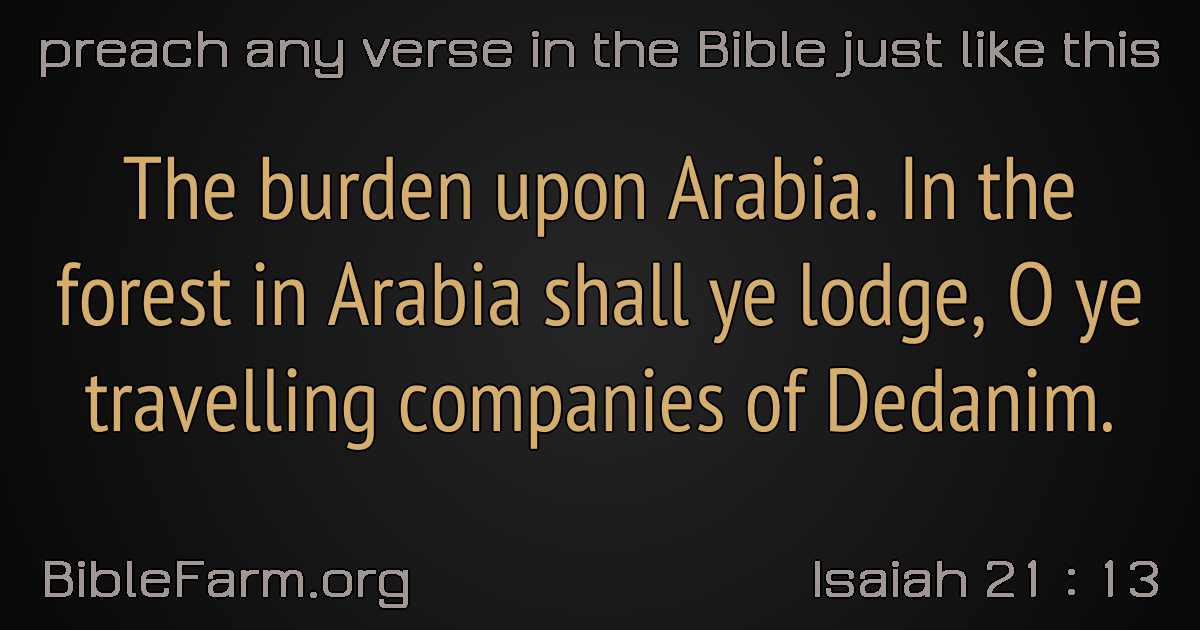 preach any verse in the Bible just like this
The burden upon Arabia. In the
forest in Arabia shall ye lodge, O ye
travelling companies of Dedanim.
BibleFarm.org
Isaiah 21 : 13